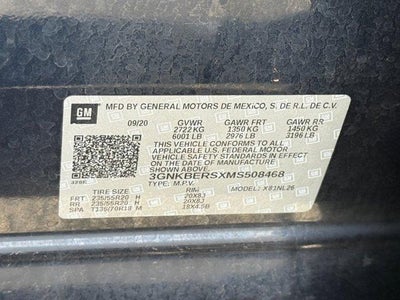 GM
MFD BY GENERAL MOTORS DE MEXICO, S. DE R.L. DE C.V.
09/20 GVWR GAWR FRT GAWR RR
2722 KG 1350 KG 1450 KG
6001 LB 2976 LB 3196 LB
THIS VEHICLE CONFORMS TO ALL APPLICABLE
U.S. FEDERAL MOTOR VEHICLE SAFETY
STANDARDS IN EFFECT ON THE DATE OF
MANUFACTURE SHOWN ABOVE.
3GNKBERSXMS508468
TYPE: M.P.V. MODEL: X81NL26
TIRE SIZE RIM
FRT 235/55R20 H 20X8J
RR 235/55R20 H 20X8J
SPA T135/70R18 M 18X4.5B